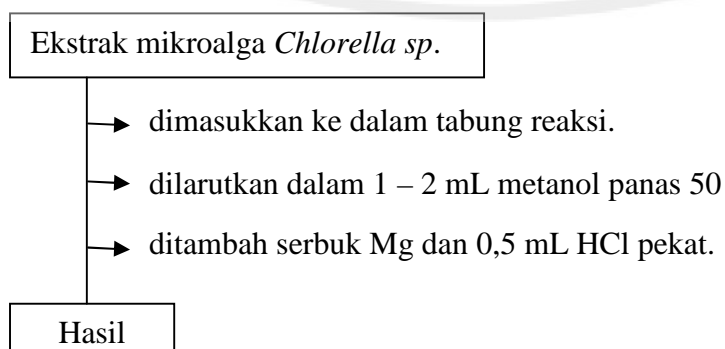 Ekstrak mikroalga Chlorella sp.
dimasukkan ke dalam tabung reaksi.
dilarutkan dalam 1 – 2 mL metanol panas 50
ditambah serbuk Mg dan 0,5 mL HCl pekat.
Hasil